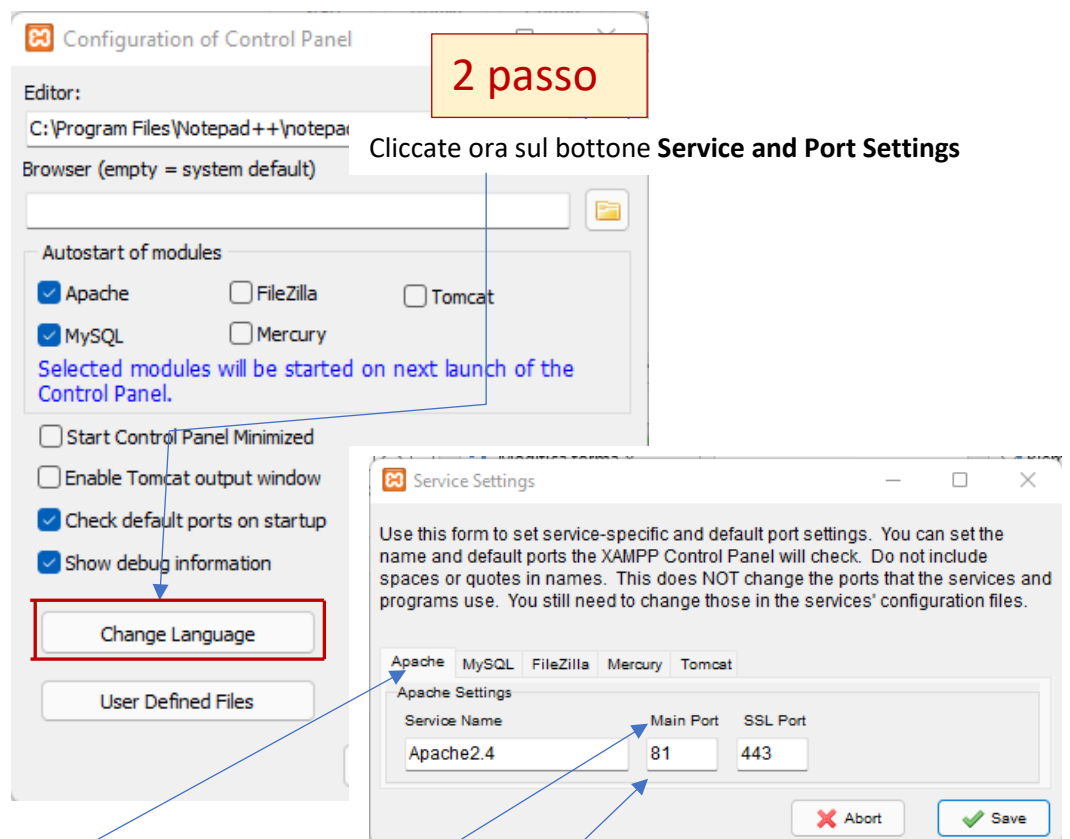 Configuration of Control Panel
2 passo
Editor:
C:\Program Files\Notepad++\notepad
Cliccate ora sul bottone Service and Port Settings
Browser (empty = system default)
Autostart of modules
Apache
FileZilla
Tomcat
MySQL
Mercury
Selected modules will be started on next launch of the
Control Panel.
Start Control Panel Minimized
Enable Tomcat output window
Check default ports on startup
Show debug information
Change Language
User Defined Files
Service Settings
Use this form to set service-specific and default port settings. You can set the
name and default ports the XAMPP Control Panel will check. Do not include
spaces or quotes in names. This does NOT change the ports that the services and
programs use. You still need to change those in the services' configuration files.
Apache MySQL FileZilla Mercury Tomcat
Apache Settings
Service Name Main Port SSL Port
Apache2.4 81 443
Abort Save